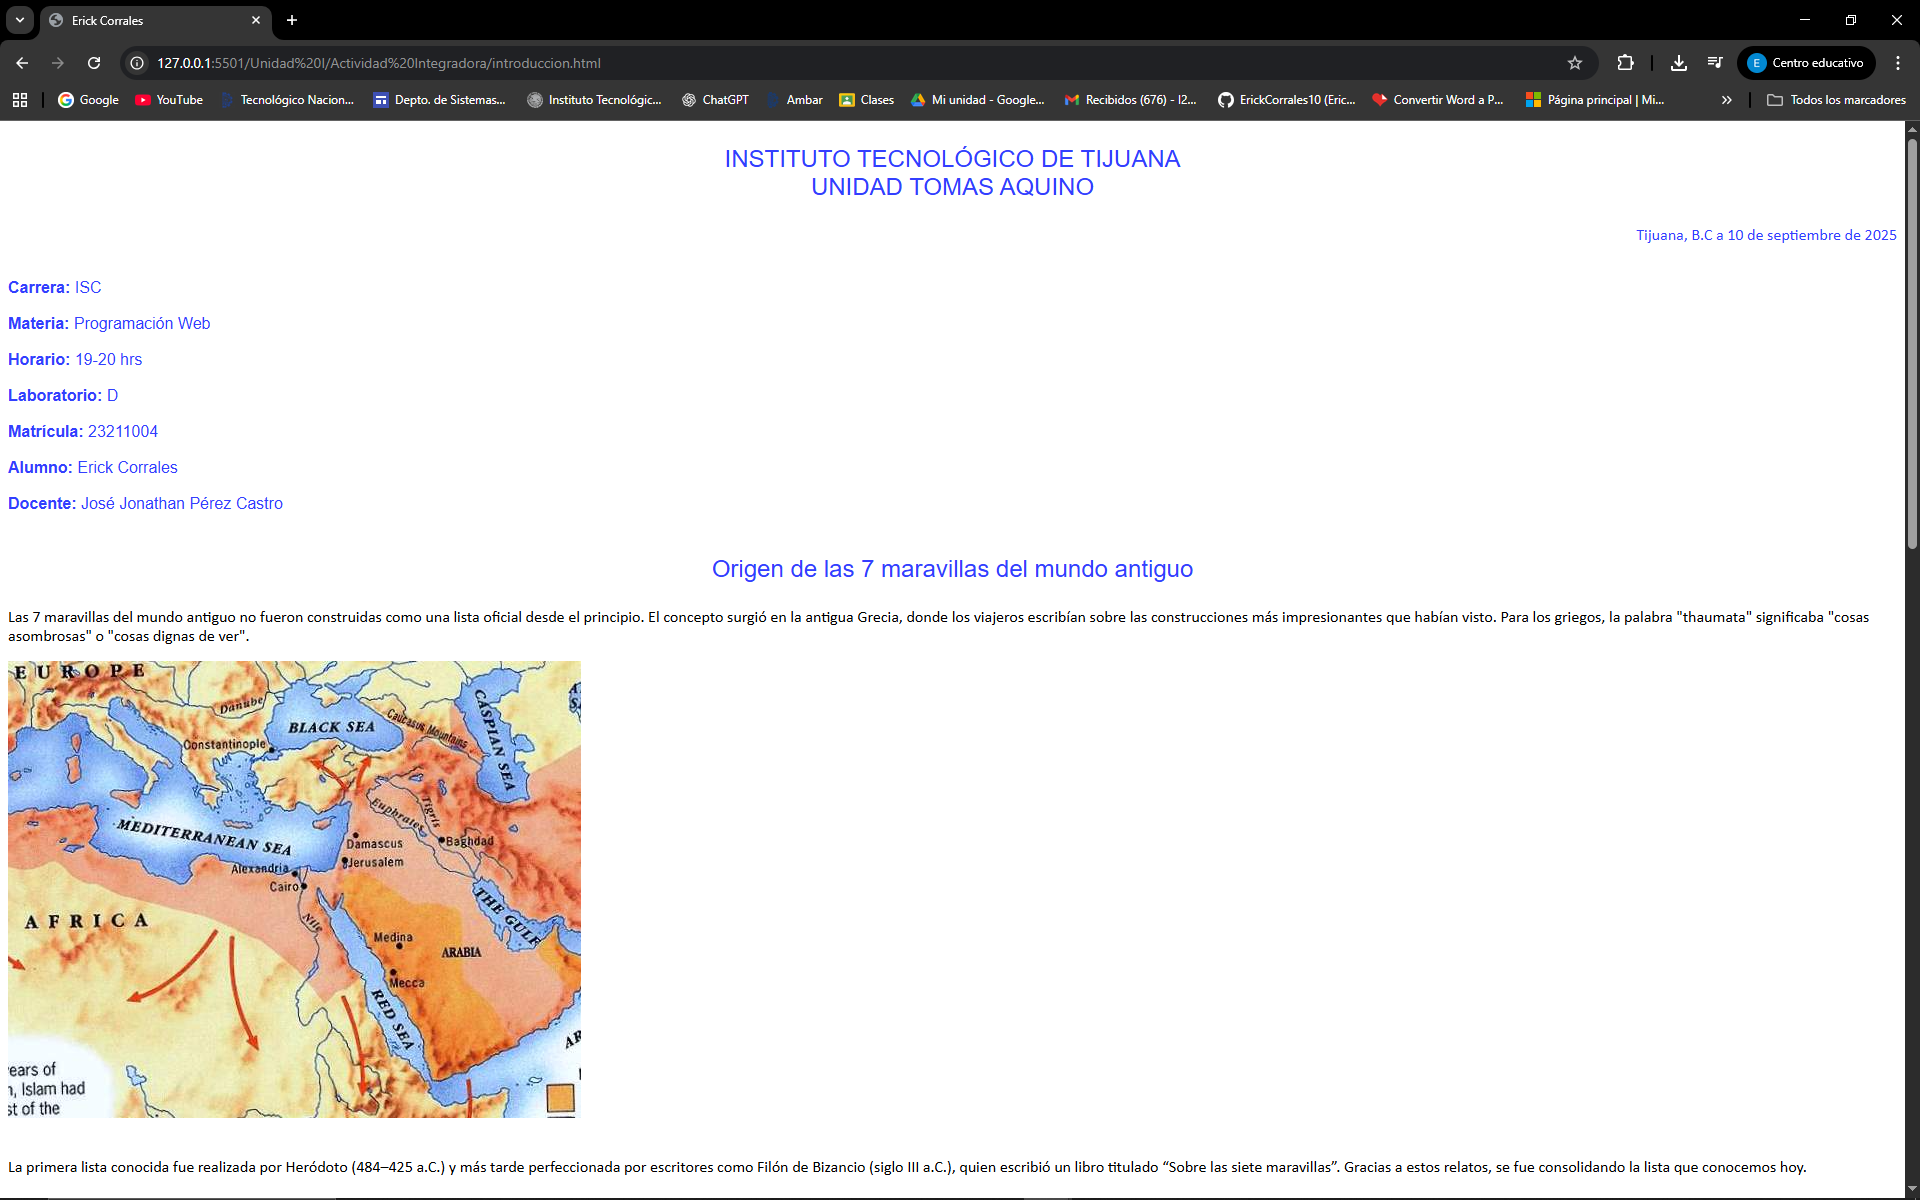 Erick Corrales
127.0.0.1:5501/Unidad%20I/Actividad%20Integradora/introduccion.html
E Centro educativo
Google YouTube Tecnológico Nacion... Depto. de Sistemas... Instituto Tecnológic... ChatGPT Ambar Clases Mi unidad - Google... Recibidos (676) - l2... ErickCorrales10 (Eric... Convertir Word a P... Página principal | Mi... Todos los marcadores
INSTITUTO TECNOLÓGICO DE TIJUANA
UNIDAD TOMAS AQUINO
Tijuana, B.C a 10 de septiembre de 2025
Carrera: ISC
Materia: Programación Web
Horario: 19-20 hrs
Laboratorio: D
Matrícula: 23211004
Alumno: Erick Corrales
Docente: José Jonathan Pérez Castro
Origen de las 7 maravillas del mundo antiguo
Las 7 maravillas del mundo antiguo no fueron construidas como una lista oficial desde el principio. El concepto surgió en la antigua Grecia, donde los viajeros escribían sobre las construcciones más impresionantes que habían visto. Para los griegos, la palabra "thaumata" significaba "cosas
asombrosas" o "cosas dignas de ver".
EUROPE
Danube
BLACK SEA
Caucasus Mountains
CASPIAN SEA
Constantinople
Euphrates
Tigris
MEDITERRANEAN SEA
Damascus
Baghdad
Jerusalem
Alexandria
Cairo
THE GULF
AFRICA
Nile
Medina
ARABIA
Mecca
RED SEA
AR
ears of
, Islam had
st of the
La primera lista conocida fue realizada por Heródoto (484–425 a.C.) y más tarde perfeccionada por escritores como Filón de Bizancio (siglo III a.C.), quien escribió un libro titulado “Sobre las siete maravillas”. Gracias a estos relatos, se fue consolidando la lista que conocemos hoy.